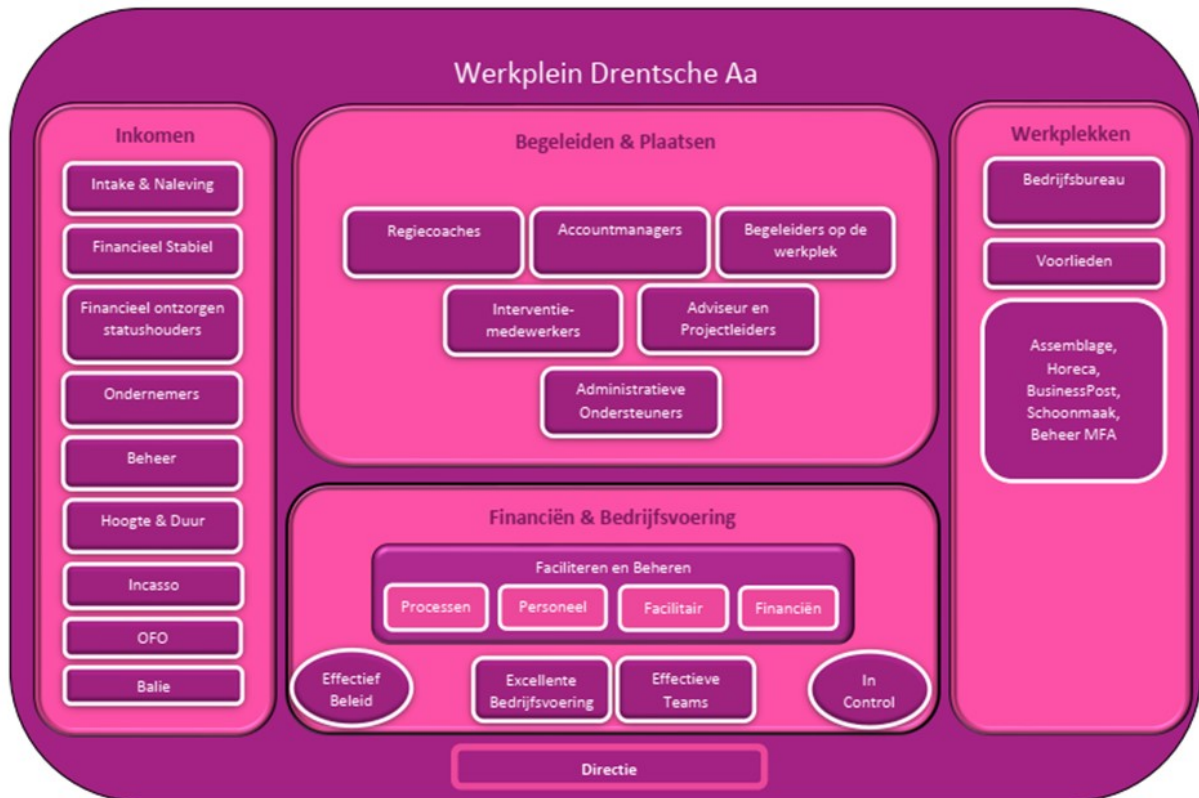 Werkplein Drentsche Aa
Inkomen
Intake & Naleving
Financieel Stabiel
Financieel ontzorgen
statushouders
Ondernemers
Beheer
Hoogte & Duur
Incasso
OFO
Balie
Begeleiden & Plaatsen
Regiecoaches
Accountmanagers
Begeleiders op de
werkplek
Interventie-
medewerkers
Adviseur en
Projectleiders
Administratieve
Ondersteuners
Financiën & Bedrijfsvoering
Faciliteren en Beheren
Processen
Personeel
Facilitair
Financiën
Effectief
Beleid
Excellente
Bedrijfsvoering
Effectieve
Teams
In
Control
Werkplekken
Bedrijfsbureau
Voorlieden
Assemblage,
Horeca,
BusinessPost,
Schoonmaak,
Beheer MFA
Directie